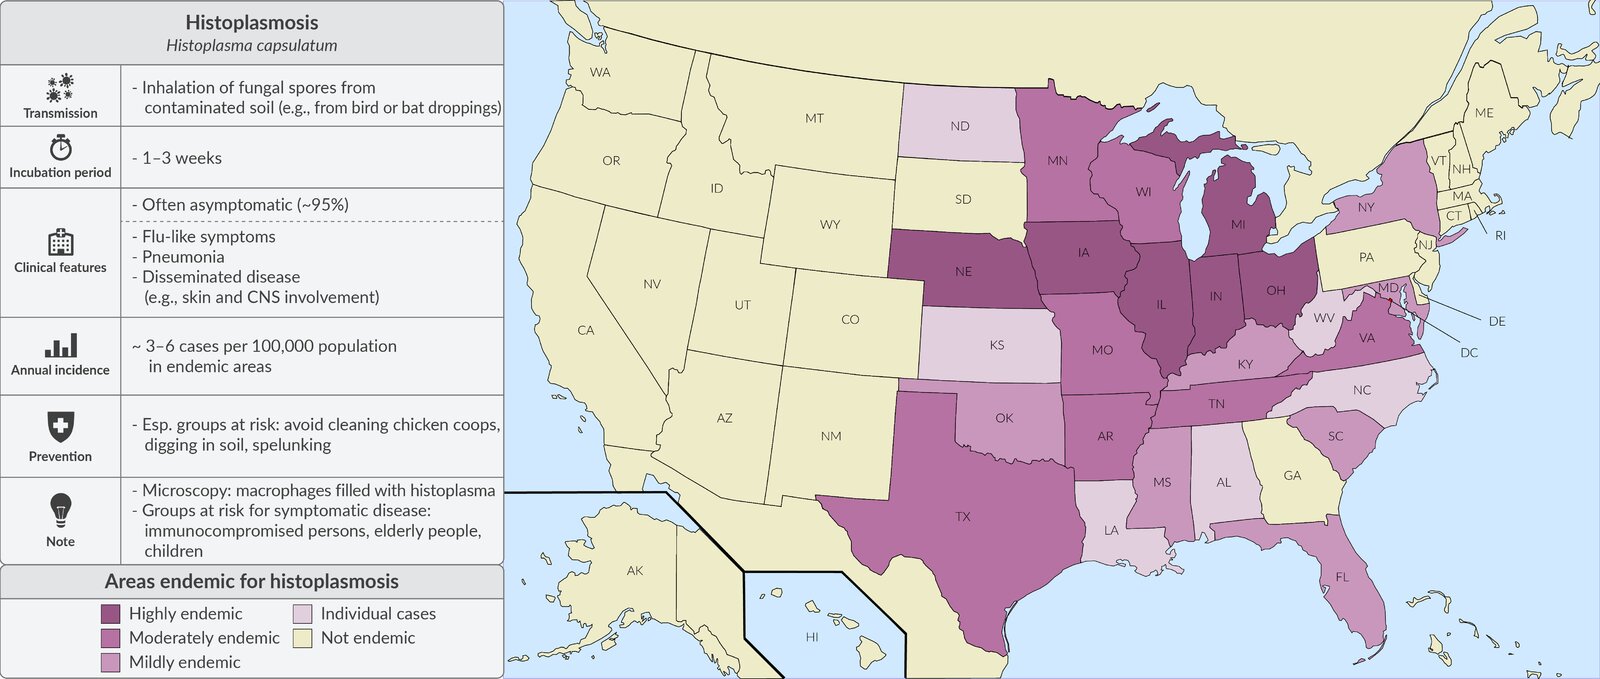 Histoplasmosis
Histoplasma capsulatum
Transmission
- Inhalation of fungal spores from
contaminated soil (e.g., from bird or bat droppings)
Incubation period
- 1–3 weeks
Clinical features
- Often asymptomatic (~95%)
- Flu-like symptoms
- Pneumonia
- Disseminated disease
(e.g., skin and CNS involvement)
Annual incidence
~ 3–6 cases per 100,000 population
in endemic areas
Prevention
- Esp. groups at risk: avoid cleaning chicken coops,
digging in soil, spelunking
Note
- Microscopy: macrophages filled with histoplasma
- Groups at risk for symptomatic disease:
immunocompromised persons, elderly people,
children
Areas endemic for histoplasmosis
Highly endemic
Moderately endemic
Mildly endemic
Individual cases
Not endemic
WA
MT
ND
MN
ME
OR
ID
SD
WI
VT
NH
WY
NY
MA
CT
RI
MI
NV
UT
NE
IA
PA
NJ
CA
CO
IL
IN
OH
MD
DE
KS
MO
WV
VA
DC
KY
AZ
NM
OK
AR
TN
NC
SC
TX
LA
MS
AL
GA
AK
HI
FL